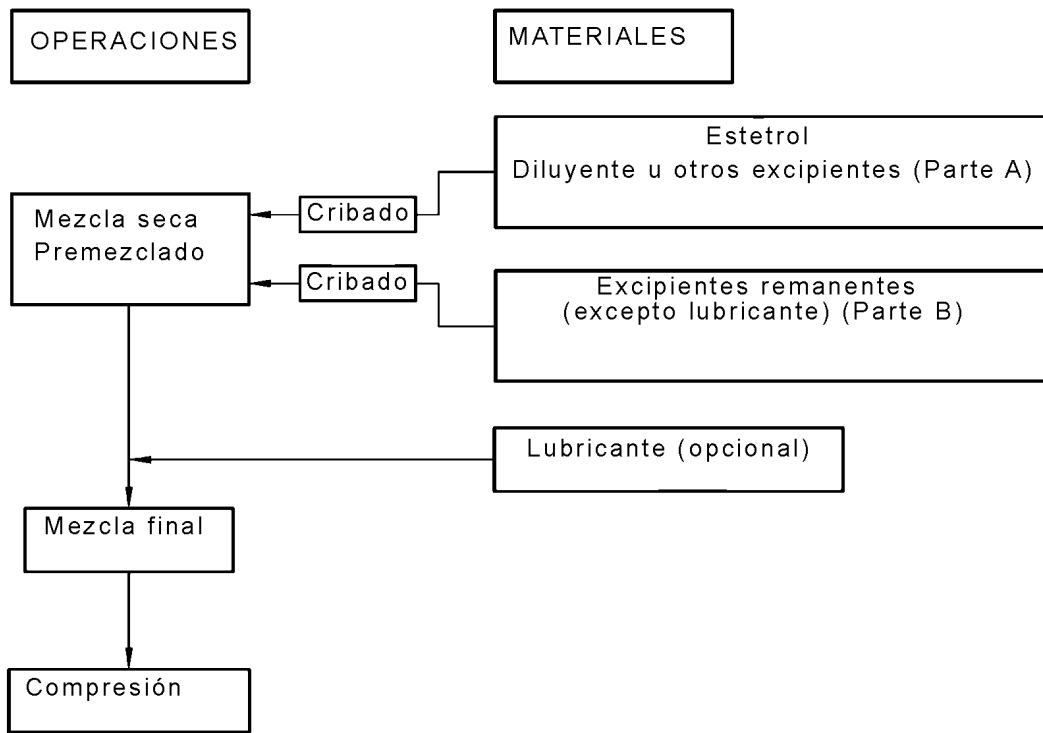 OPERACIONES
MATERIALES
Estetrol
Diluyente u otros excipientes (Parte A)
Cribado
Mezcla seca
Premezclado
Cribado
Excipientes remanentes
(excepto lubricante) (Parte B)
Lubricante (opcional)
Mezcla final
Compresión